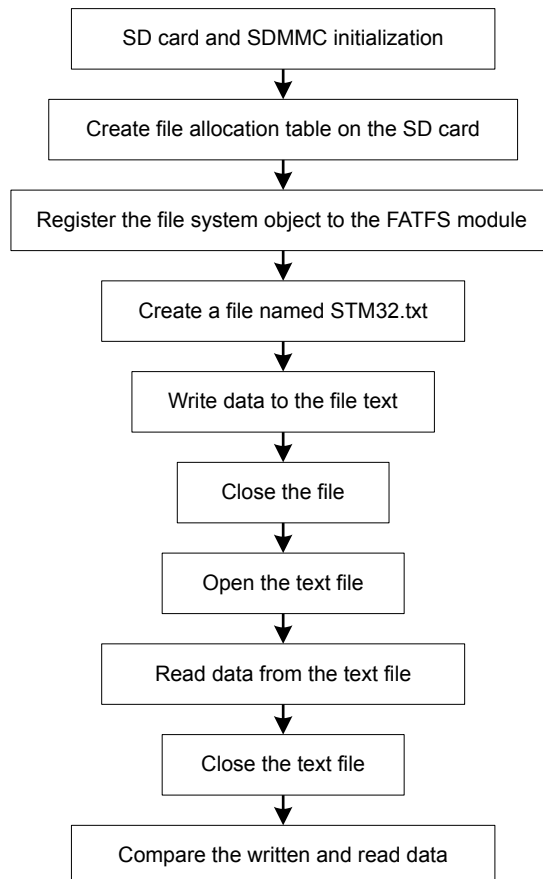 SD card and SDMMC initialization
Create file allocation table on the SD card
Register the file system object to the FATFS module
Create a file named STM32.txt
Write data to the file text
Close the file
Open the text file
Read data from the text file
Close the text file
Compare the written and read data